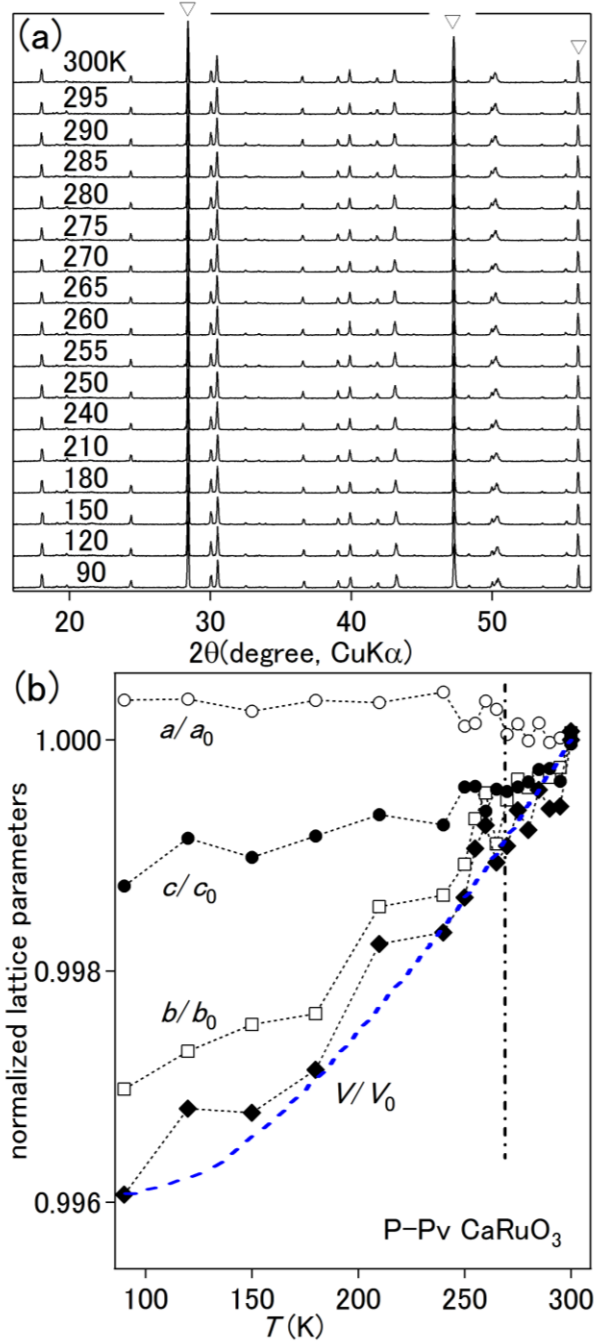 (a)
300K
295
290
285
280
275
270
265
260
255
250
240
210
180
150
120
90
20 30 40 50
2θ(degree, CuKα)
(b)
a/a0
1.000
c/c0
normalized lattice parameters
0.998
b/b0
V/V0
0.996
P-Pv CaRuO3
100 150 200 250 300
T(K)